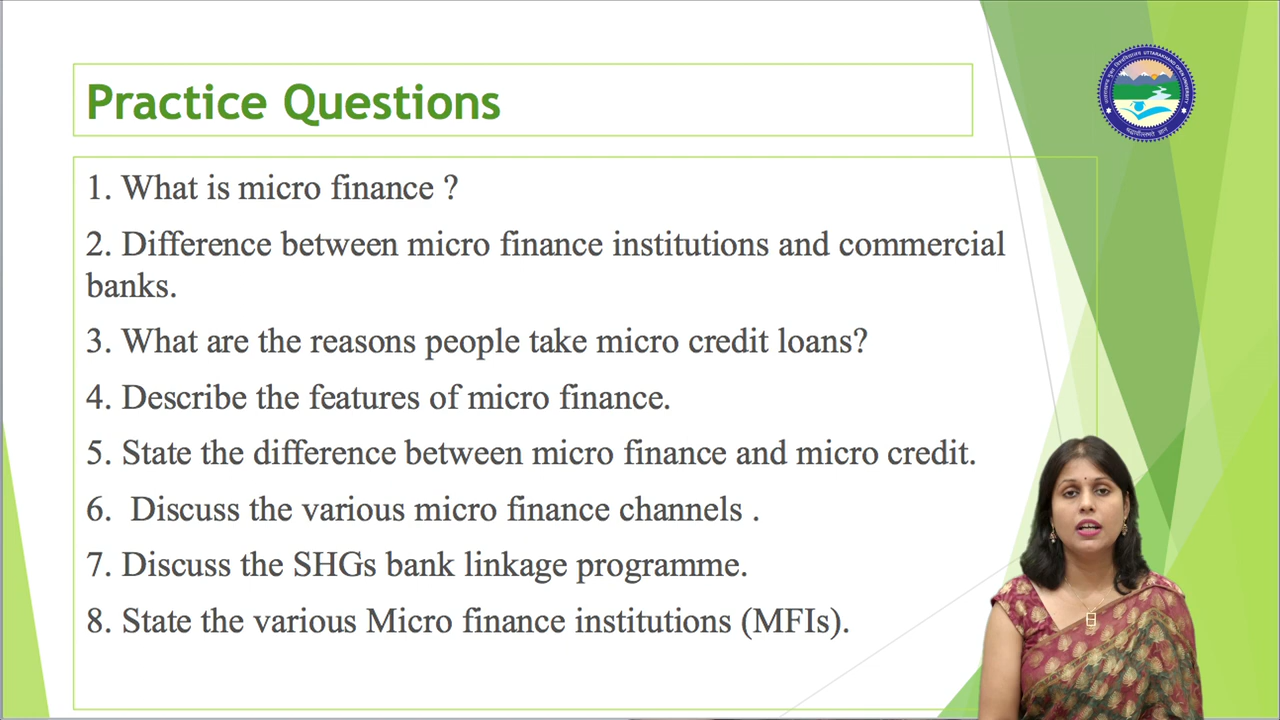 Practice Questions
UTTARAKHAND OPEN UNIVERSITY
1. What is micro finance ?
2. Difference between micro finance institutions and commercial
banks.
3. What are the reasons people take micro credit loans?
4. Describe the features of micro finance.
5. State the difference between micro finance and micro credit.
6.  Discuss the various micro finance channels .
7. Discuss the SHGs bank linkage programme.
8. State the various Micro finance institutions (MFIs).